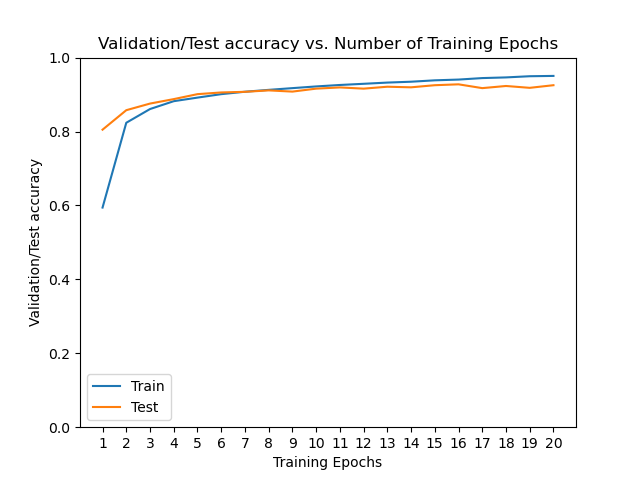 Validation/Test accuracy vs. Number of Training Epochs
1.0
0.8
0.6
0.4
0.2
0.0
Validation/Test accuracy
Train
Test
1 2 3 4 5 6 7 8 9 10 11 12 13 14 15 16 17 18 19 20
Training Epochs